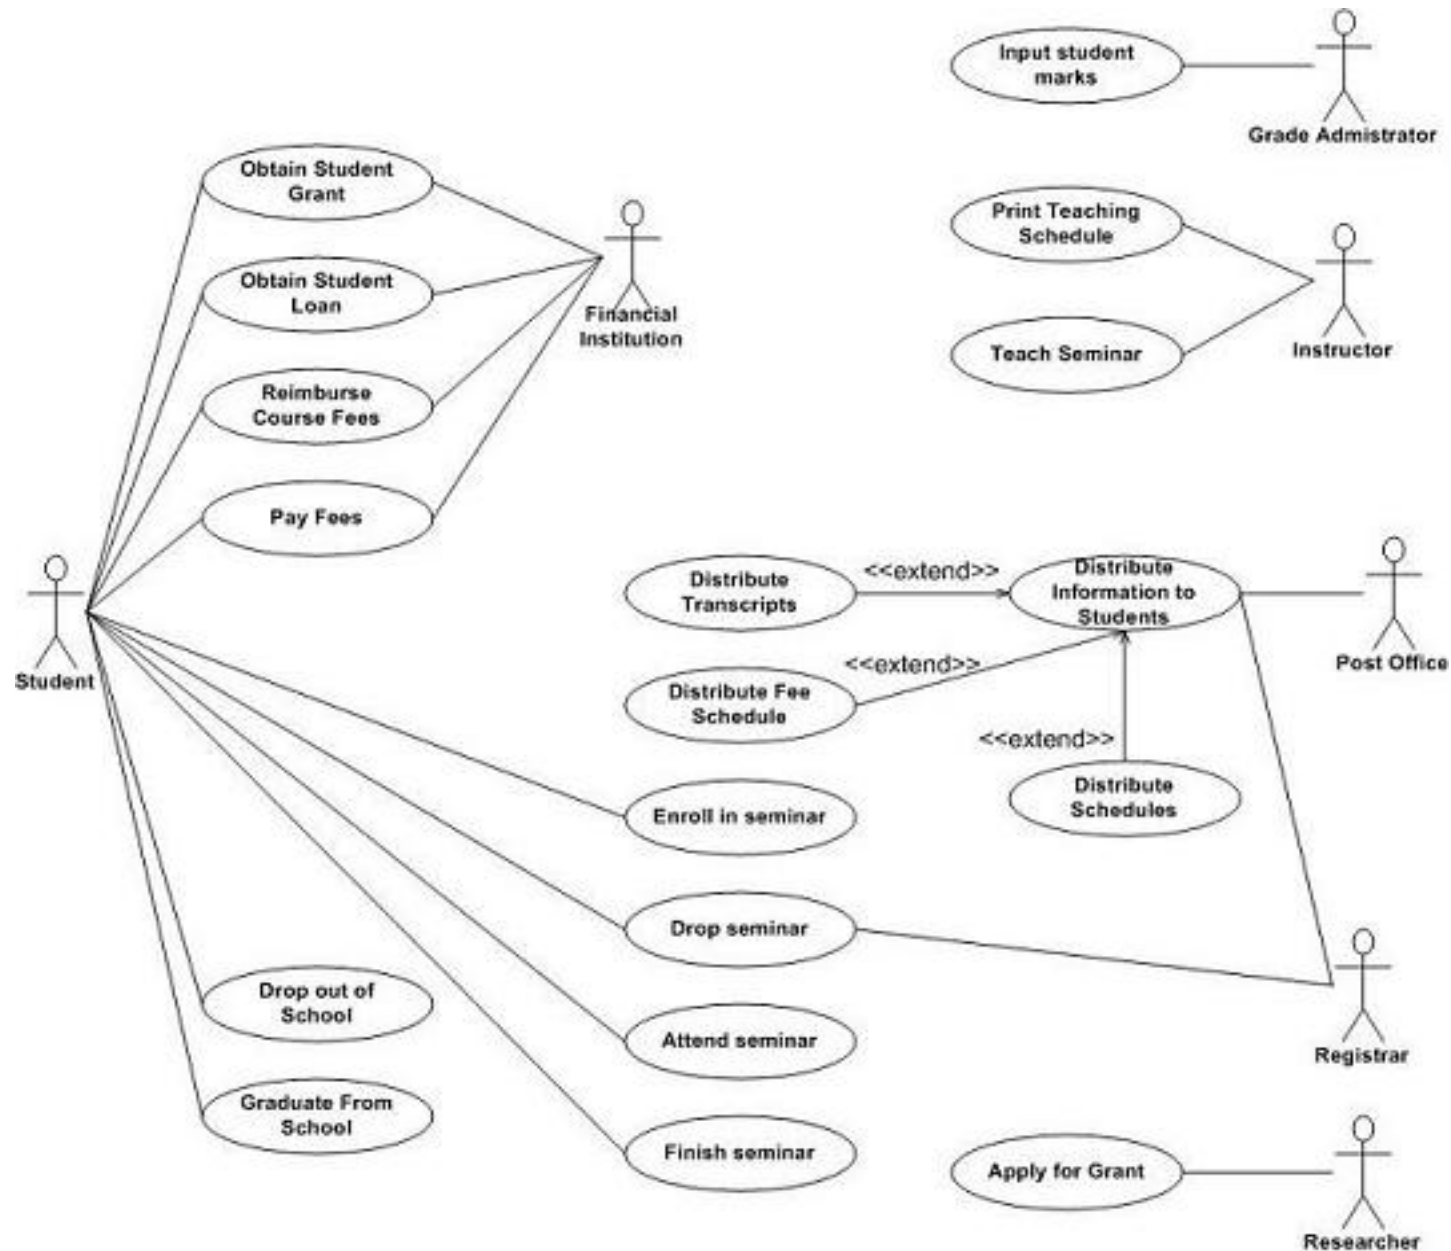 Input student
marks
Grade Admistrator
Obtain Student
Grant
Print Teaching
Schedule
Obtain Student
Loan
Financial
Institution
Teach Seminar
Instructor
Reimburse
Course Fees
Pay Fees
Distribute
Transcripts
<<extend>>
Distribute
Information to
Students
Post Office
Student
<<extend>>
Distribute Fee
Schedule
<<extend>>
Distribute
Schedules
Enroll in seminar
Drop seminar
Drop out of
School
Attend seminar
Registrar
Graduate From
School
Finish seminar
Apply for Grant
Researcher